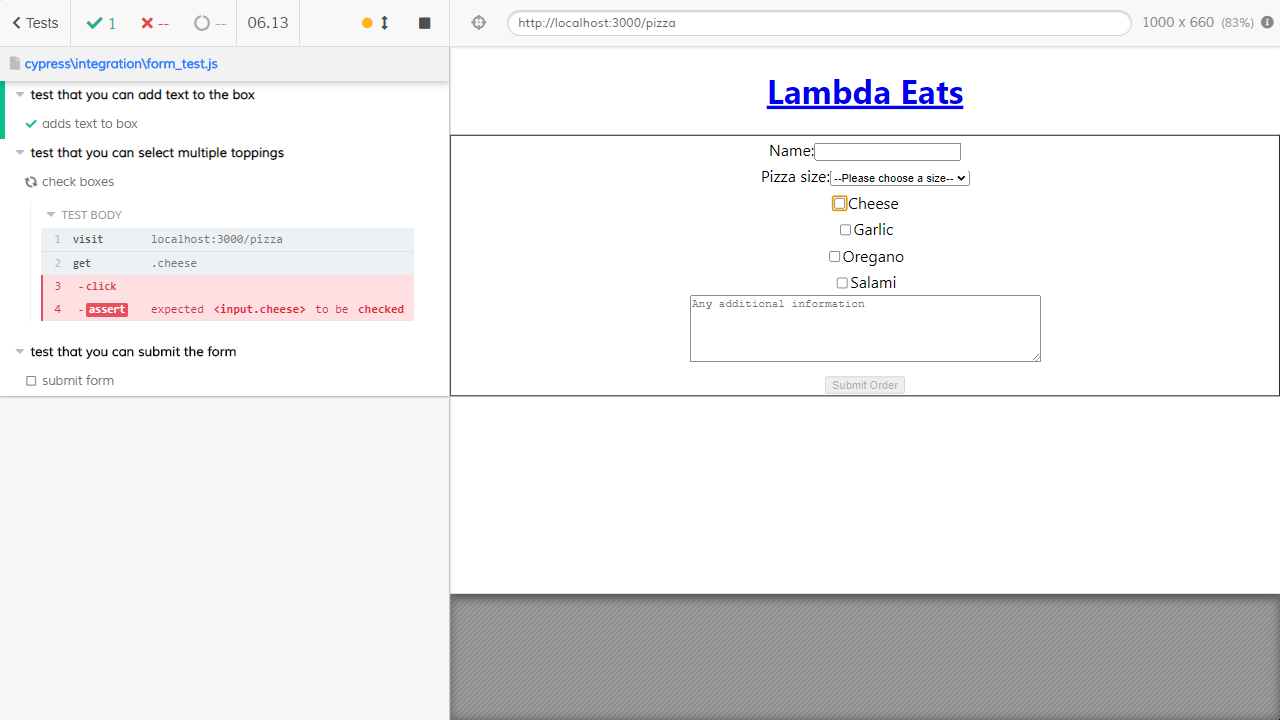 Tests 1 -- -- 06.13
cypress\integration\form_test.js
test that you can add text to the box
adds text to box
test that you can select multiple toppings
check boxes
TEST BODY
1 visit localhost:3000/pizza
2 get .cheese
3 -click
4 -assert expected <input.cheese> to be checked
test that you can submit the form
submit form
http://localhost:3000/pizza 1000 x 660 (83%)
Lambda Eats
Name:
Pizza size:--Please choose a size--
Cheese
Garlic
Oregano
Salami
Any additional information
Submit Order